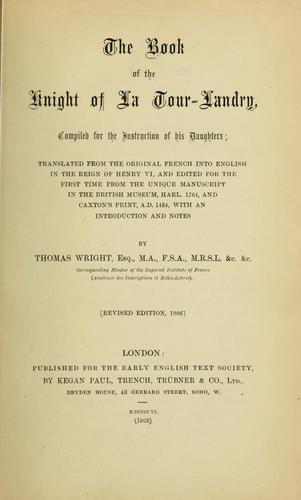 The Book
of the
Knight of La Tour-Landry,
Compiled for the Instruction of his Daughters;
TRANSLATED FROM THE ORIGINAL FRENCH INTO ENGLISH
IN THE REIGN OF HENRY VI, AND EDITED FOR THE
FIRST TIME FROM THE UNIQUE MANUSCRIPT
IN THE BRITISH MUSEUM, HARL. 1764, AND
CAXTON'S PRINT, A.D. 1484, WITH AN
INTRODUCTION AND NOTES
BY
THOMAS WRIGHT, ESQ., M.A., F.S.A., M.R.S.L. &c. &c.
Corresponding Member of the Imperial Institute of France
(Académie des Inscriptions et Belles-Lettres).
[REVISED EDITION, 1906]
LONDON:
PUBLISHED FOR THE EARLY ENGLISH TEXT SOCIETY,
BY KEGAN PAUL, TRENCH, TRÜBNER & CO., LTD.,
DRYDEN HOUSE, 43 GERRARD STREET, SOHO, W.
M DCCCC VI.
(1868)